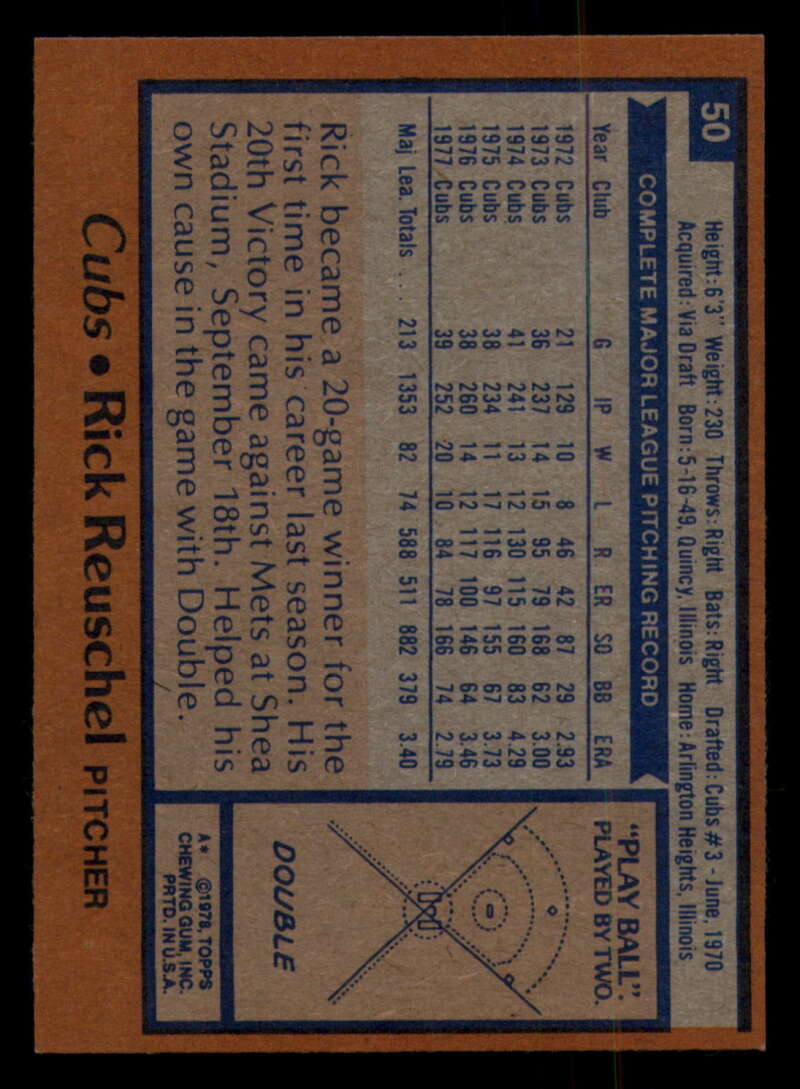 50
Height: 6'3" Weight: 230 Throws: Right Bats: Right Drafted: Cubs #3 - June, 1970
Acquired: Via Draft Born: 5-16-49, Quincy, Illinois Home: Arlington Heights, Illinois
COMPLETE MAJOR LEAGUE PITCHING RECORD
Year Club G IP W L R ER SO BB ERA
1972 Cubs 21 129 10 8 46 42 87 29 2.93
1973 Cubs 36 237 14 15 95 79 168 62 3.00
1974 Cubs 41 241 13 12 130 115 160 83 4.29
1975 Cubs 38 234 11 17 116 97 155 67 3.73
1976 Cubs 38 260 14 12 117 100 146 64 3.46
1977 Cubs 39 252 20 10 84 78 166 74 2.79
Maj. Lea. Totals ... 213 1353 82 74 588 511 882 379 3.40
Rick became a 20-game winner for the
first time in his career last season. His
20th Victory came against Mets at Shea
Stadium, September 18th. Helped his
own cause in the game with Double.
"PLAY BALL".
PLAYED BY TWO.
DOUBLE
A* ©1978, TOPPS
CHEWING GUM, INC.
PRTD. IN U.S.A.
Cubs • Rick Reuschel PITCHER